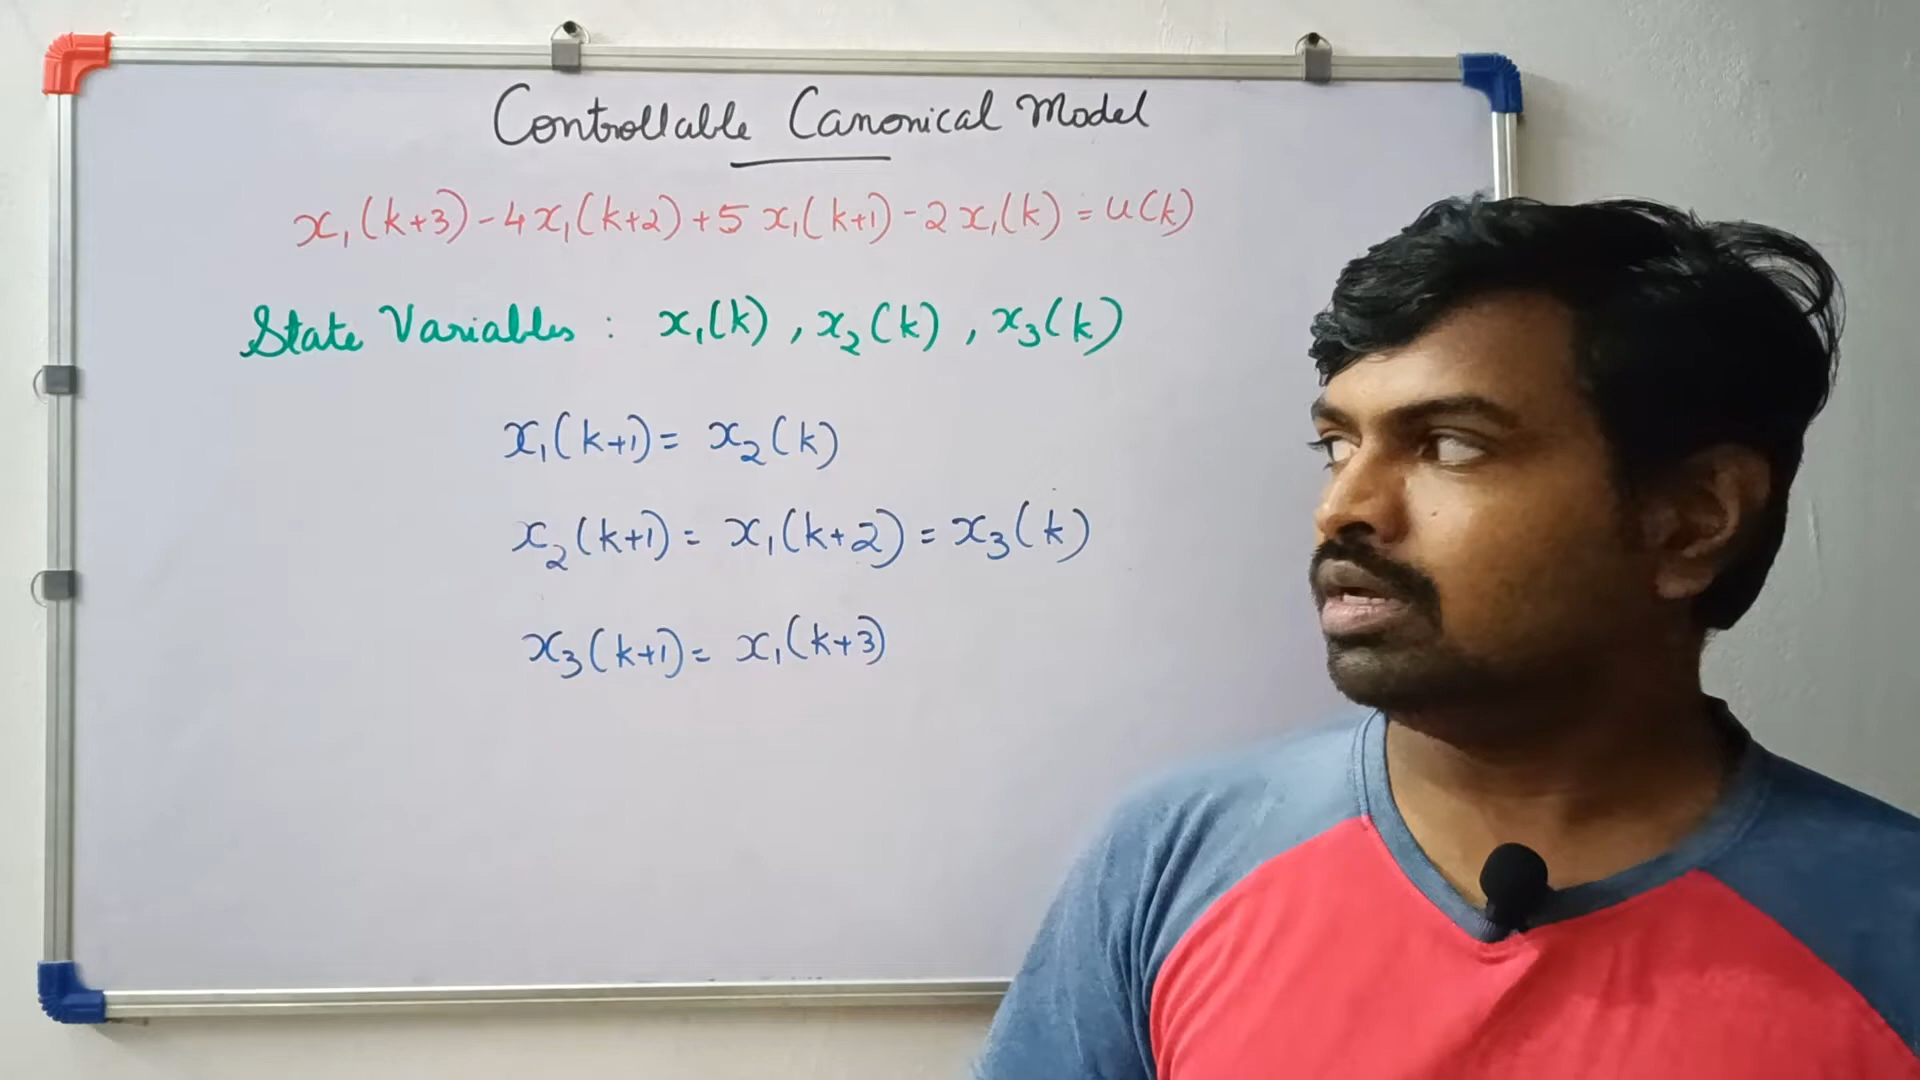 Controllable Canonical Model
x₁(k+3)-4x₁(k+2)+5x₁(k+1)-2x₁(k)=u(k)
State Variables : x₁(k), x₂(k), x₃(k)
x₁(k+1)= x₂(k)
x₂(k+1)= x₁(k+2)= x₃(k)
x₃(k+1)= x₁(k+3)